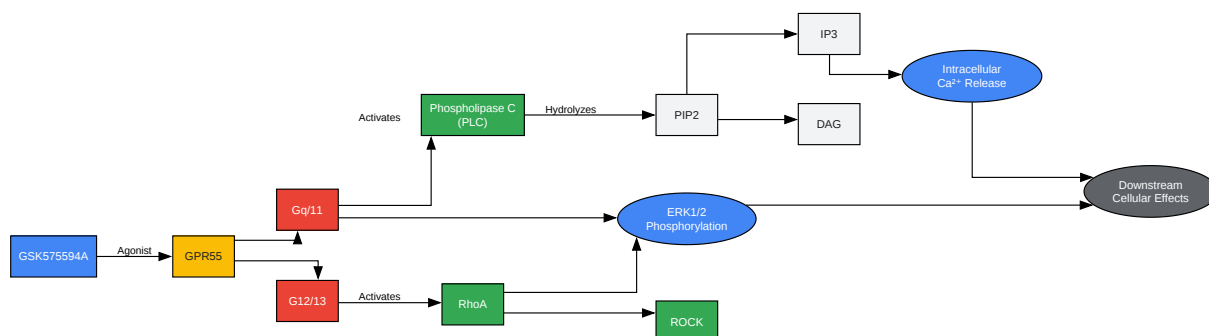 IP3
Intracellular
Ca²⁺ Release
Phospholipase C
(PLC)
Activates
Hydrolyzes
PIP2
DAG
Downstream
Cellular Effects
Gq/11
ERK1/2
Phosphorylation
GSK575594A
Agonist
GPR55
G12/13
Activates
RhoA
ROCK